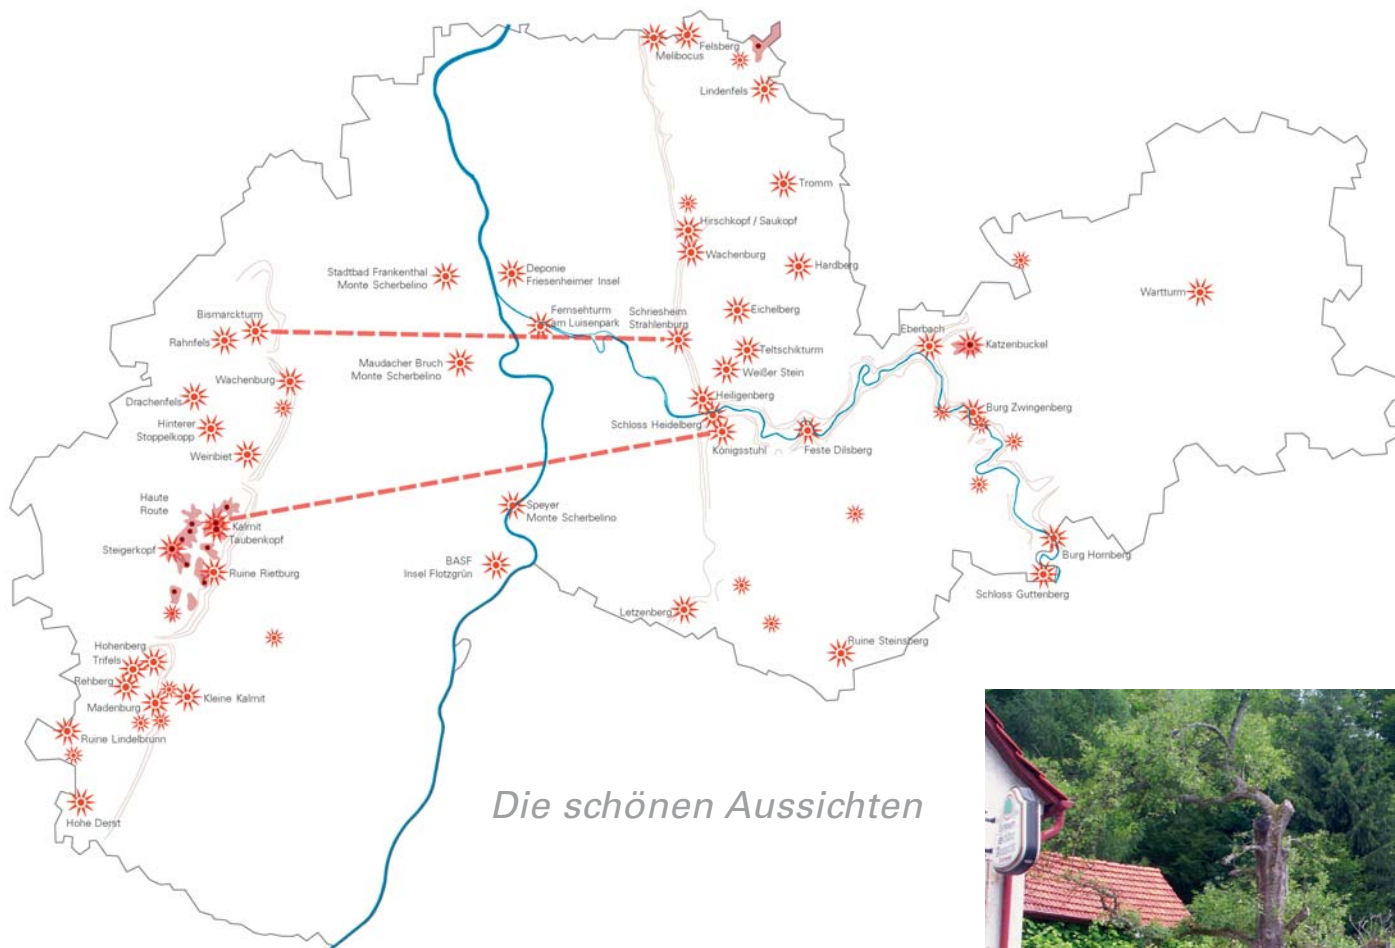 Melibocus
Felsberg
Lindenfels
Tromm
Hirschkopf / Saukopf
Wachenburg
Hardberg
Stadtbad Frankenthal
Monte Scherbelino
Deponie
Friesenheimer Insel
Wartturm
Bismarckturm
Rahnfels
Fernsehturm
am Luisenpark
Schriesheim
Strahlenburg
Eichelberg
Eberbach
Katzenbuckel
Teltschikturm
Weißer Stein
Maudacher Bruch
Monte Scherbelino
Wachenburg
Drachenfels
Hinterer
Stoppelkopp
Weinbiet
Heiligenberg
Schloss Heidelberg
Königsstuhl
Feste Dilsberg
Burg Zwingenberg
Haute
Route
Kalmit
Taubenkopf
Steigerkopf
Ruine Rietburg
Speyer
Monte Scherbelino
BASF
Insel Flotzgrün
Burg Hornberg
Schloss Guttenberg
Letzenberg
Ruine Steinsberg
Hohenberg
Trifels
Rehberg
Madenburg
Kleine Kalmit
Ruine Lindelbrunn
Hohe Derst
Die schönen Aussichten